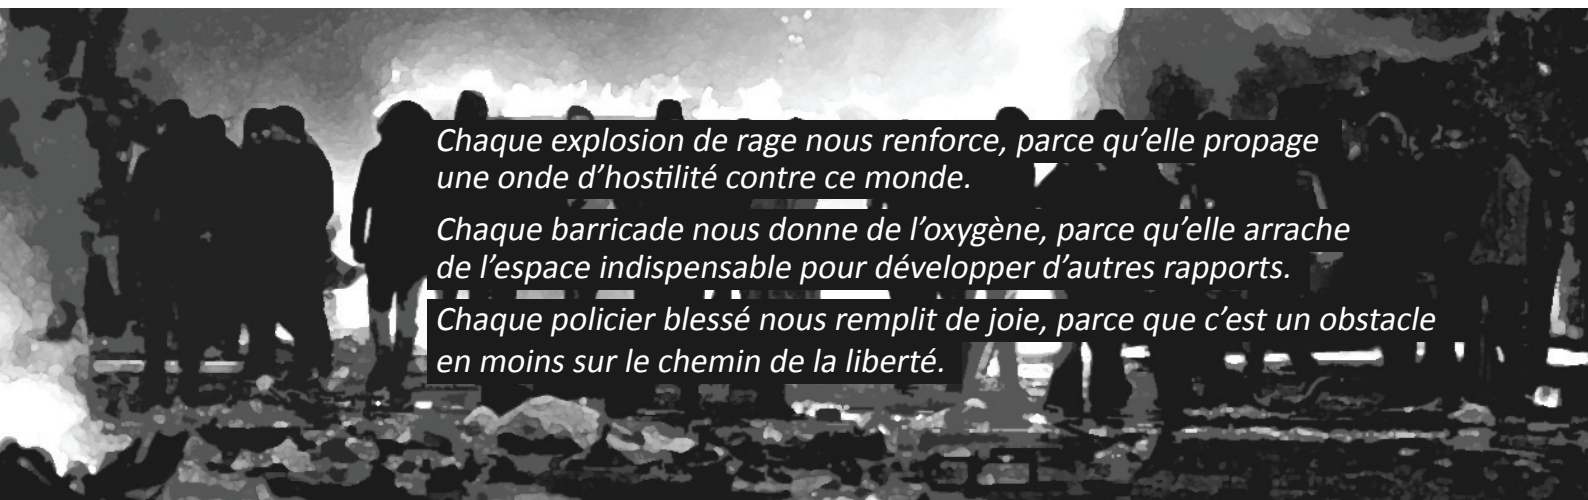 Chaque explosion de rage nous renforce, parce qu’elle propage
une onde d’hostilité contre ce monde.
Chaque barricade nous donne de l’oxygène, parce qu’elle arrache
de l’espace indispensable pour développer d’autres rapports.
Chaque policier blessé nous remplit de joie, parce que c’est un obstacle
en moins sur le chemin de la liberté.